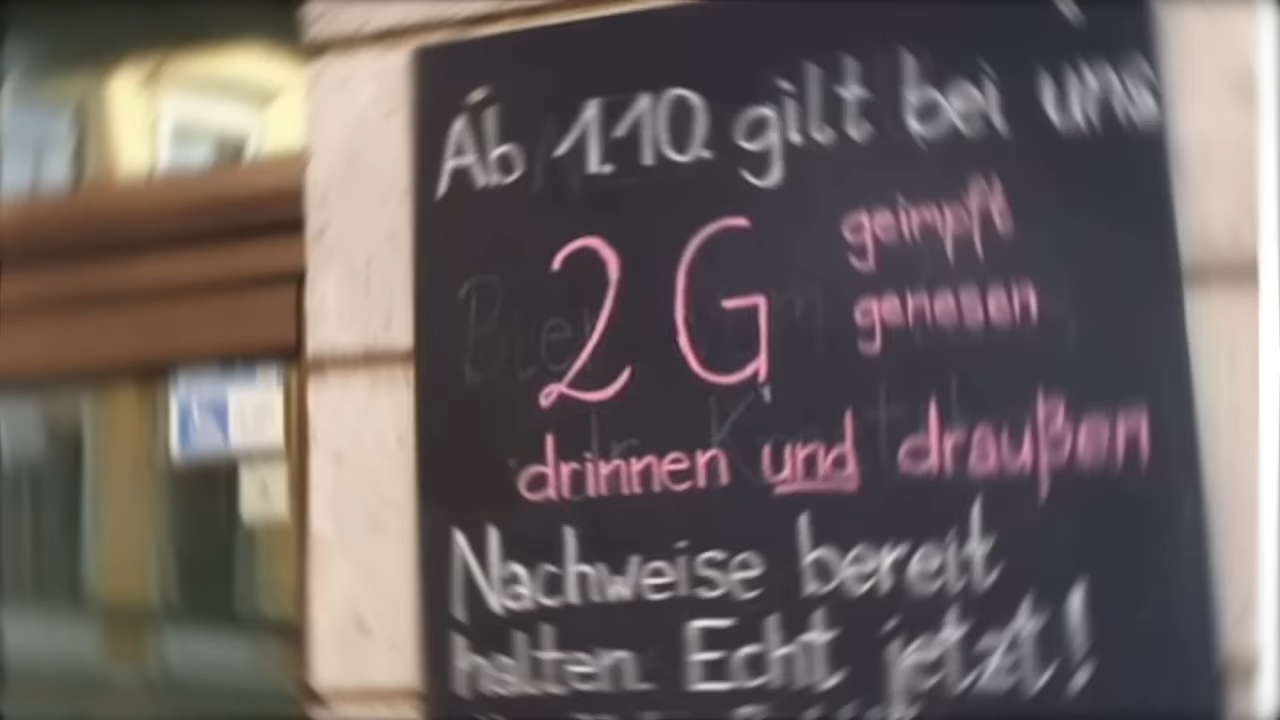 Ab 1.10. gilt bei uns
2G geimpft
genesen
drinnen und draußen
Nachweise bereit
halten. Echt jetzt!